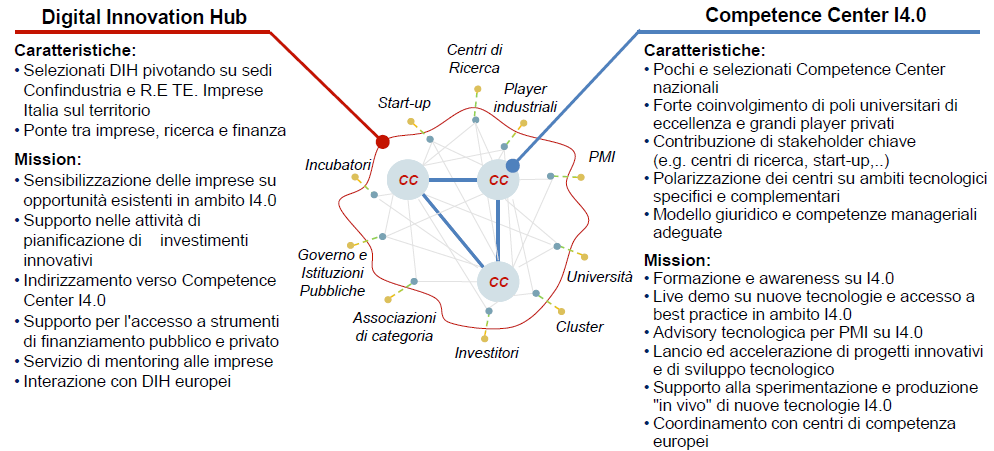 Digital Innovation Hub
Caratteristiche:
• Selezionati DIH pivotando su sedi
Confindustria e R.E TE. Imprese
Italia sul territorio
• Ponte tra imprese, ricerca e finanza
Mission:
• Sensibilizzazione delle imprese su
opportunità esistenti in ambito I4.0
• Supporto nelle attività di
pianificazione di investimenti
innovativi
• Indirizzamento verso Competence
Center I4.0
• Supporto per l'accesso a strumenti
di finanziamento pubblico e privato
• Servizio di mentoring alle imprese
• Interazione con DIH europei
Centri di
Ricerca
Start-up
Player
industriali
Incubatori
PMI
CC
CC
Governo e
Istituzioni
Pubbliche
CC
Università
Associazioni
di categoria
Cluster
Investitori
Competence Center I4.0
Caratteristiche:
• Pochi e selezionati Competence Center
nazionali
• Forte coinvolgimento di poli universitari di
eccellenza e grandi player privati
• Contribuzione di stakeholder chiave
(e.g. centri di ricerca, start-up,..)
• Polarizzazione dei centri su ambiti tecnologici
specifici e complementari
• Modello giuridico e competenze manageriali
adeguate
Mission:
• Formazione e awareness su I4.0
• Live demo su nuove tecnologie e accesso a
best practice in ambito I4.0
• Advisory tecnologica per PMI su I4.0
• Lancio ed accelerazione di progetti innovativi
e di sviluppo tecnologico
• Supporto alla sperimentazione e produzione
"in vivo" di nuove tecnologie I4.0
• Coordinamento con centri di competenza
europei